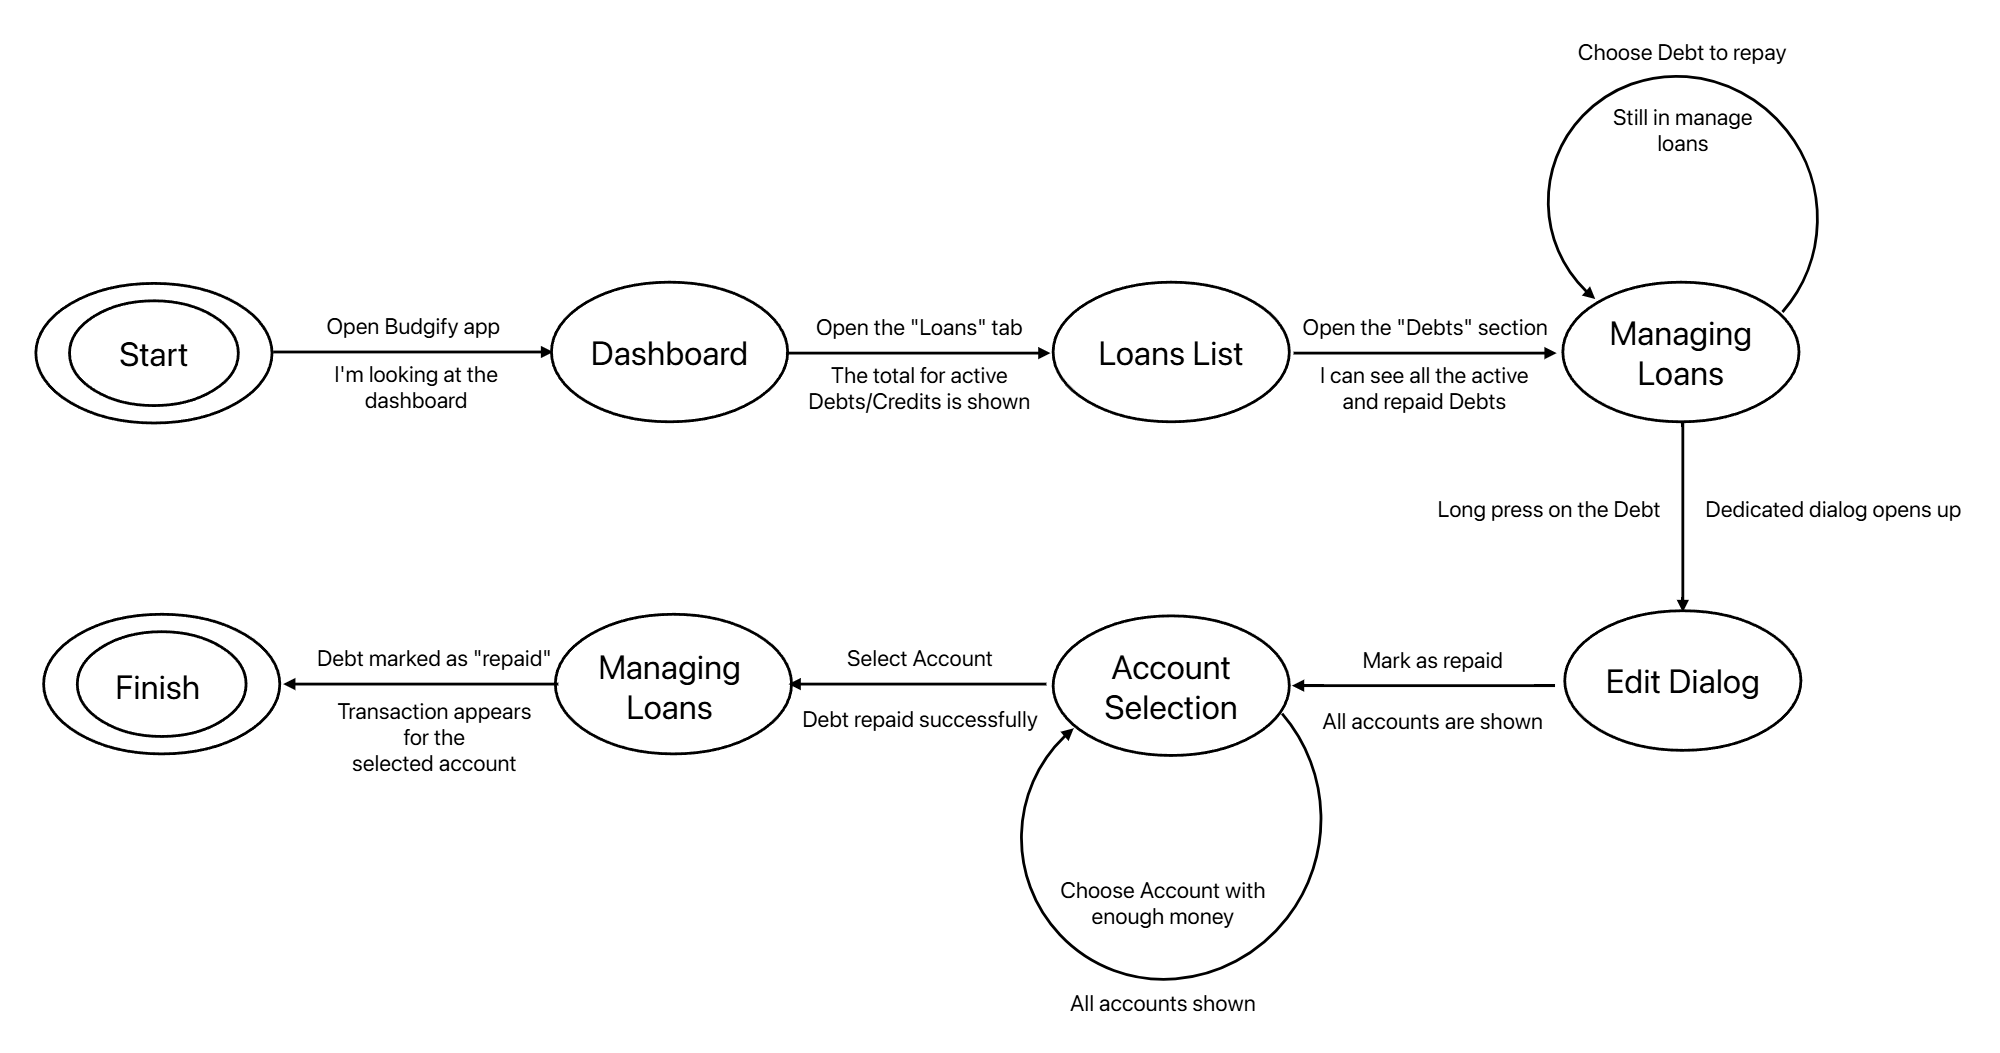 Choose Debt to repay
Still in manage
loans
Start
Open Budgify app
I'm looking at the
dashboard
Dashboard
Open the "Loans" tab
The total for active
Debts/Credits is shown
Loans List
Open the "Debts" section
I can see all the active
and repaid Debts
Managing
Loans
Long press on the Debt
Dedicated dialog opens up
Finish
Debt marked as "repaid"
Transaction appears
for the
selected account
Managing
Loans
Select Account
Debt repaid successfully
Account
Selection
Mark as repaid
All accounts are shown
Edit Dialog
Choose Account with
enough money
All accounts shown